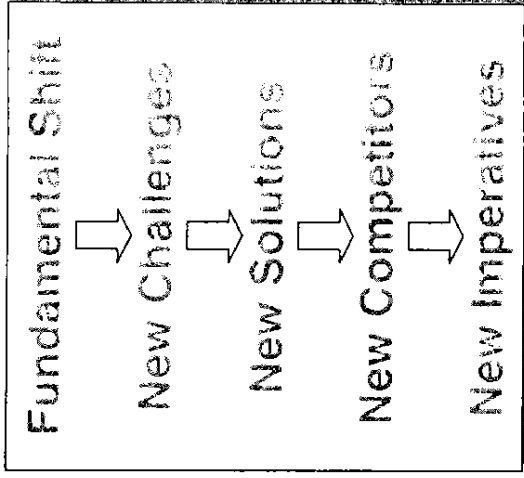 Fundamental Shift
New Challenges
New Solutions
New Competitors
New Imperatives